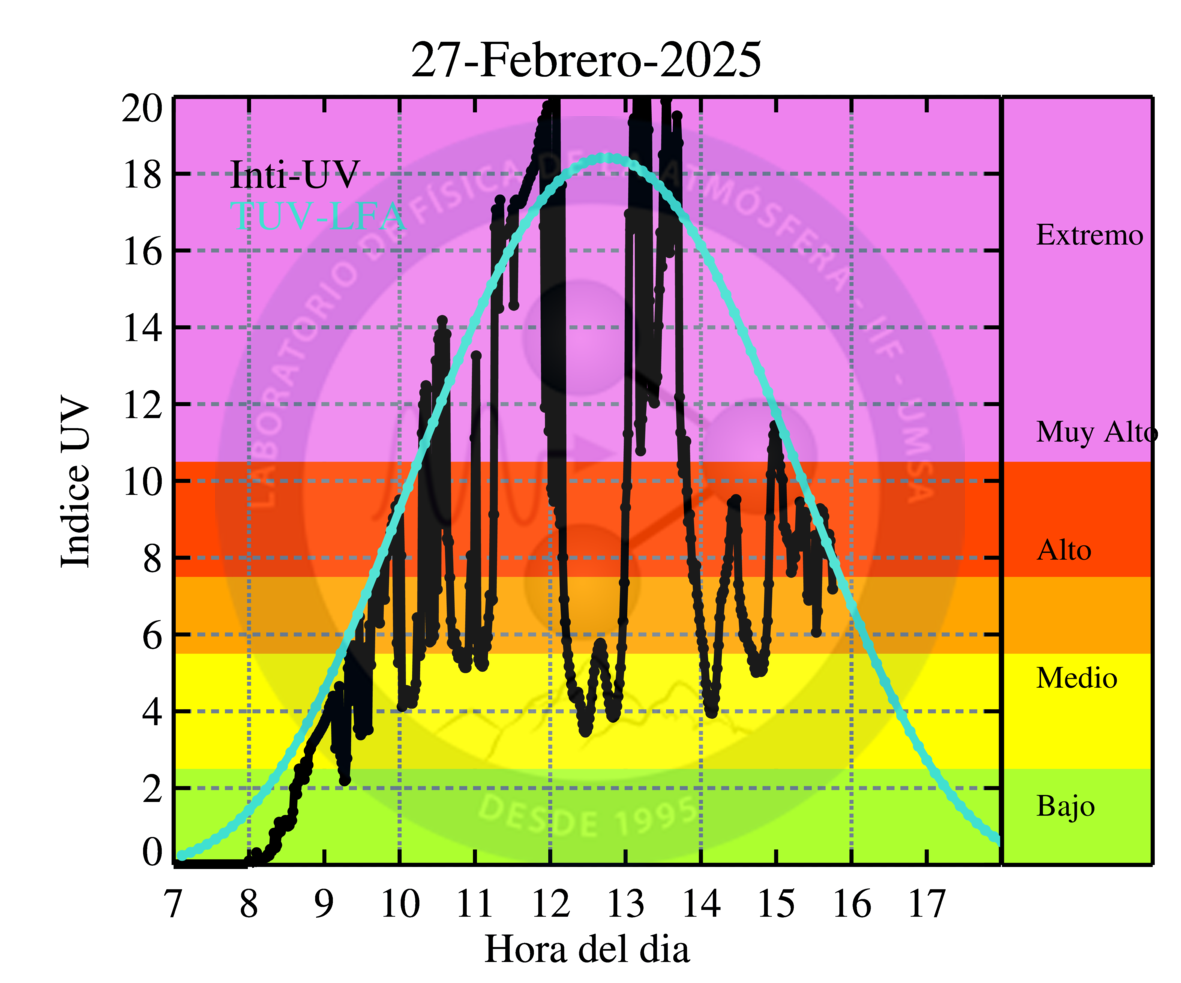 27-Febrero-2025
Indice UV
20
18
16
14
12
10
8
6
4
2
0
Inti-UV
TUV-LFA
LABORATORIO DE FÍSICA DE LA ATMÓSFERA - IIF - UMSA
DESDE 1995
Extremo
Muy Alto
Alto
Medio
Bajo
7 8 9 10 11 12 13 14 15 16 17
Hora del dia